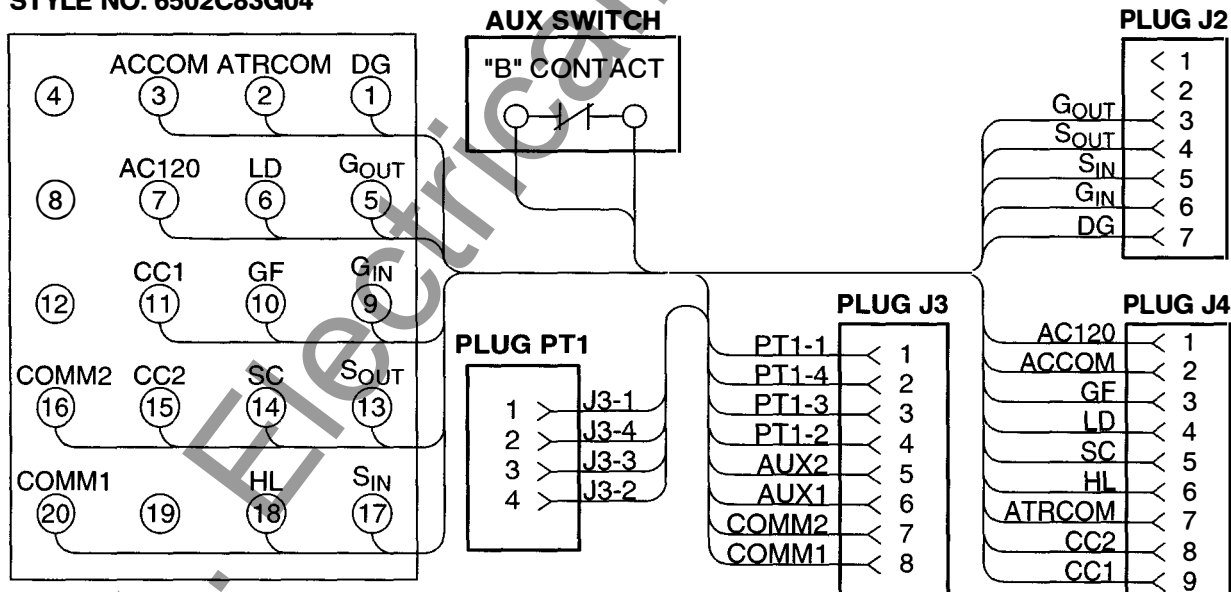 STYLE NO. 6502C83G04
AUX SWITCH
"B" CONTACT
PLUG J2
ACCOM ATRCOM DG
4 3 2 1
AC120 LD GOUT
8 7 6 5
CC1 GF GIN
12 11 10 9
COMM2 CC2 SC SOUT
16 15 14 13
COMM1 HL SIN
20 19 18 17
1
2
GOUT 3
SOUT 4
SIN 5
GIN 6
DG 7
PLUG PT1
1 J3-1
2 J3-4
3 J3-3
4 J3-2
PLUG J3
PT1-1 1
PT1-4 2
PT1-3 3
PT1-2 4
AUX2 5
AUX1 6
COMM2 7
COMM1 8
PLUG J4
AC120 1
ACCOM 2
GF 3
LD 4
SC 5
HL 6
ATRCOM 7
CC2 8
CC1 9
. Electrical